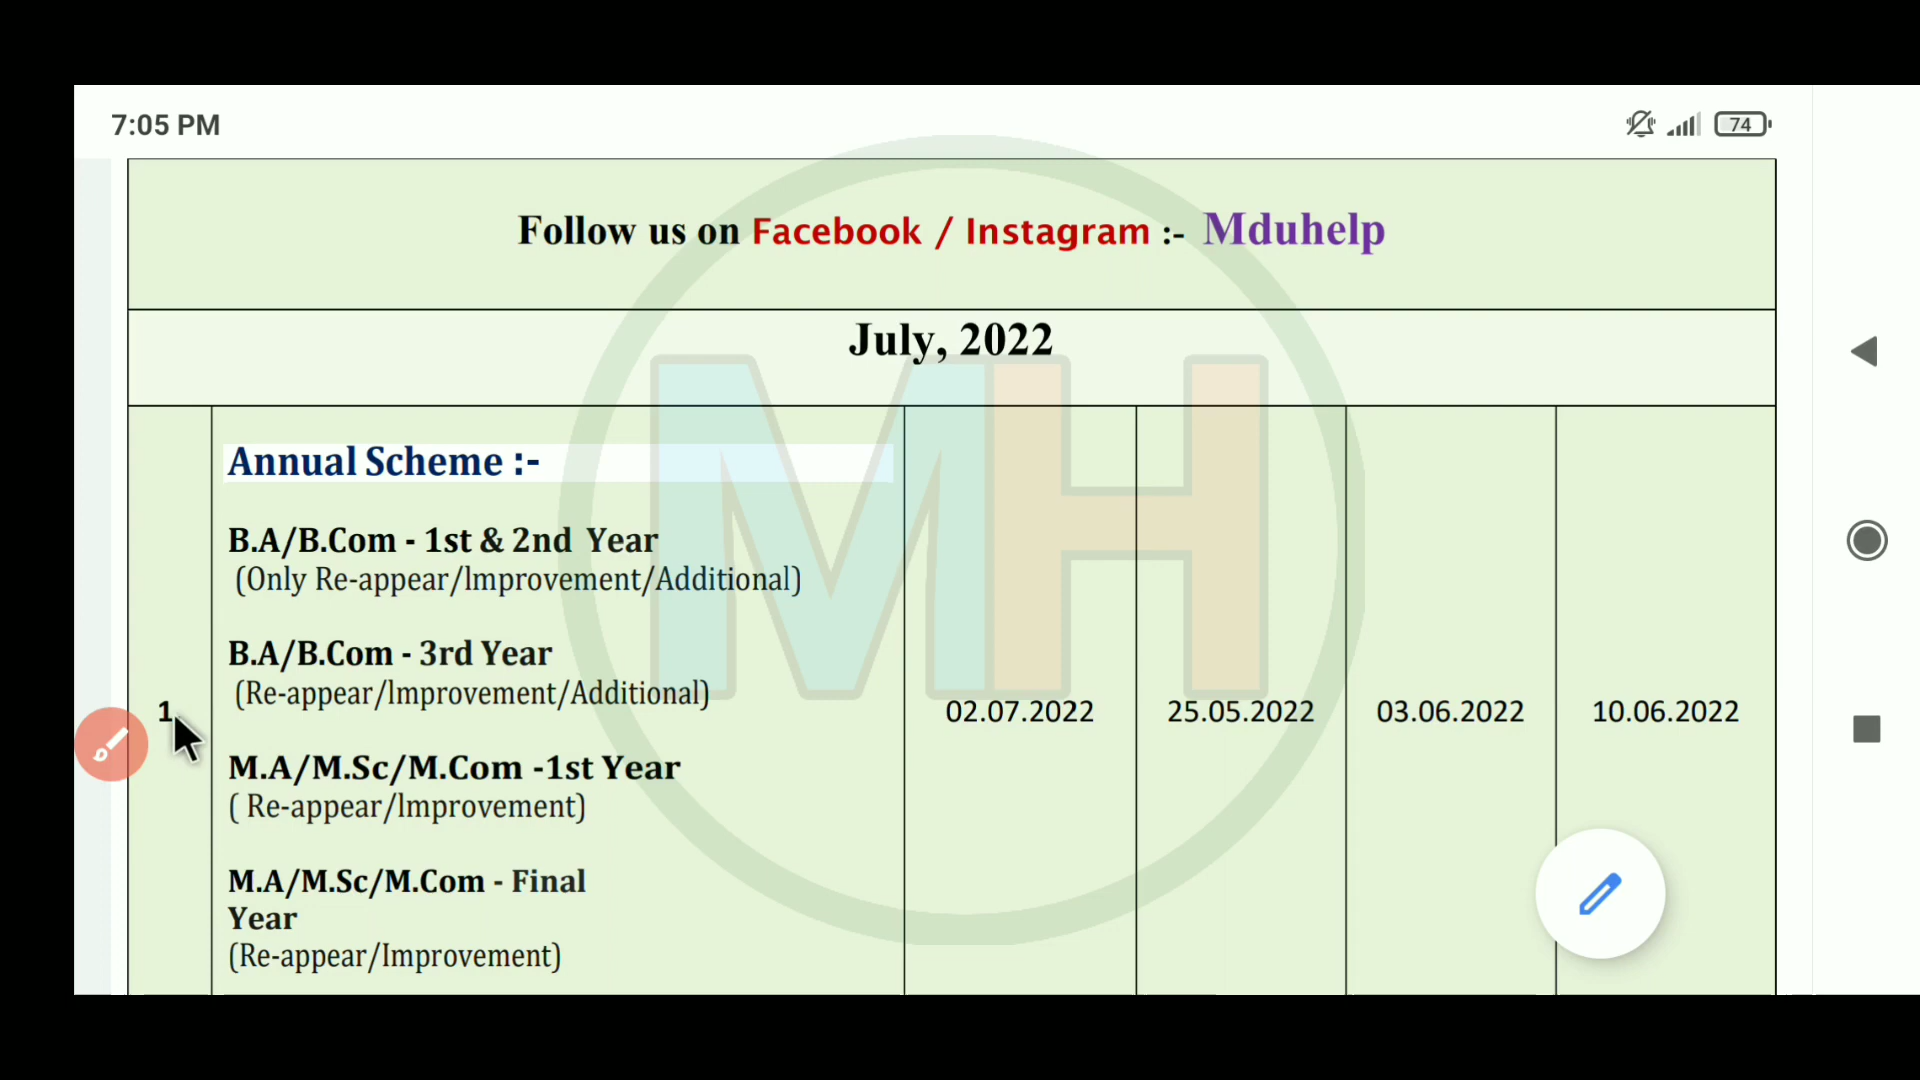 7:05 PM
74
Follow us on Facebook / Instagram :- Mduhelp
July, 2022
Annual Scheme :-
B.A/B.Com - 1st & 2nd Year
(Only Re-appear/Improvement/Additional)
B.A/B.Com - 3rd Year
(Re-appear/Improvement/Additional)
1 02.07.2022 25.05.2022 03.06.2022 10.06.2022
M.A/M.Sc/M.Com -1st Year
( Re-appear/Improvement)
M.A/M.Sc/M.Com - Final
Year
(Re-appear/Improvement)
MH